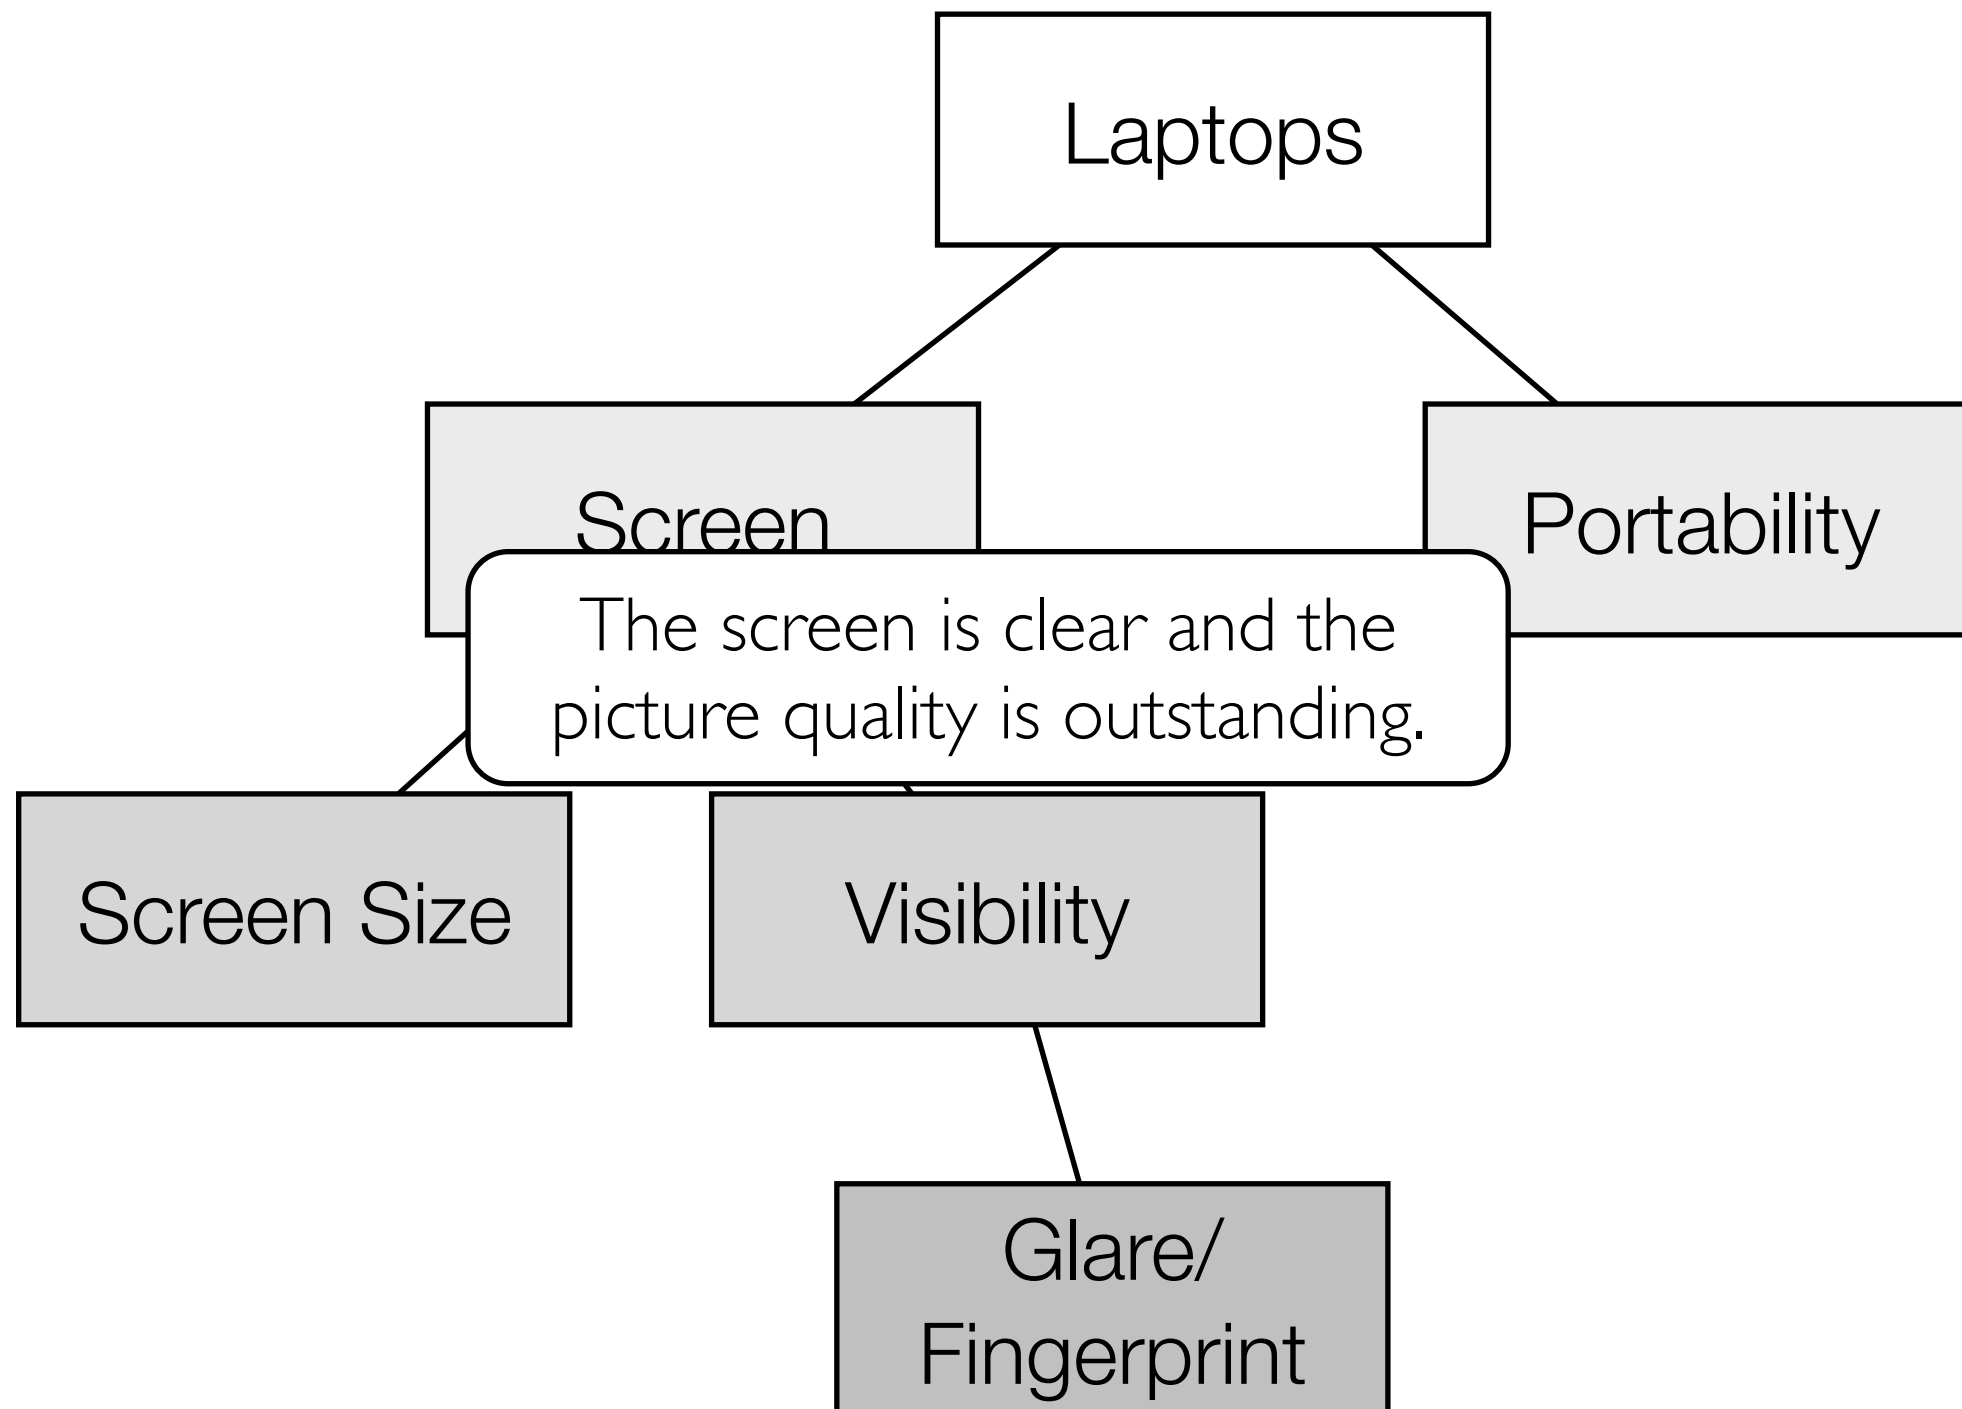 Laptops
Screen
Portability
The screen is clear and the
picture quality is outstanding.
Screen Size
Visibility
Glare/
Fingerprint